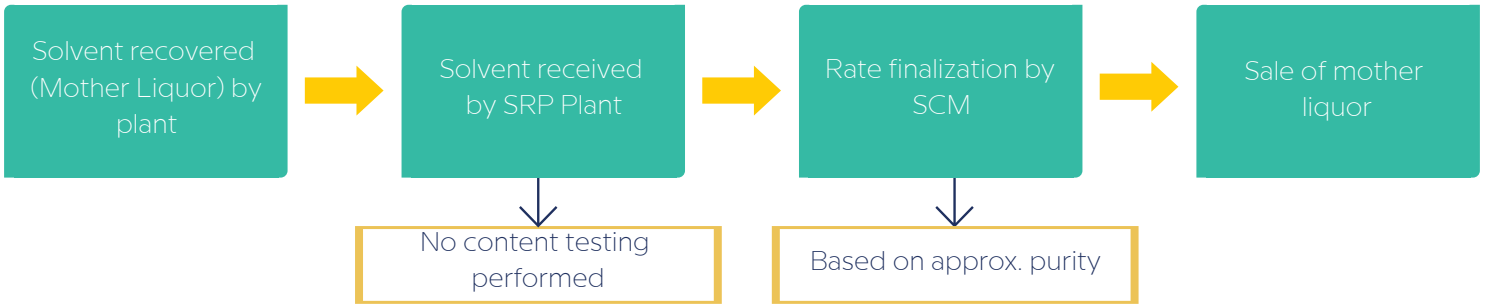 Solvent recovered
(Mother Liquor) by
plant
Solvent received
by SRP Plant
Rate finalization by
SCM
Sale of mother
liquor
No content testing
performed
Based on approx. purity